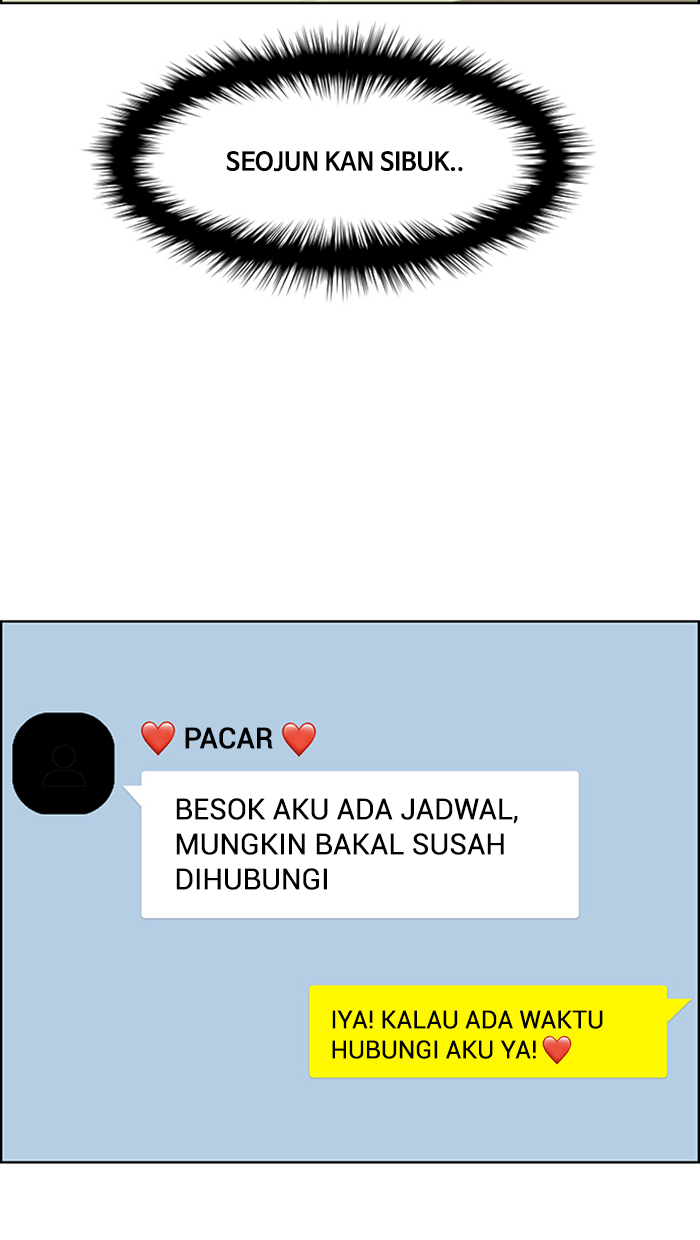 SEOJUN KAN SIBUK..
❤️ PACAR ❤️
BESOK AKU ADA JADWAL,
MUNGKIN BAKAL SUSAH
DIHUBUNGI
IYA! KALAU ADA WAKTU
HUBUNGI AKU YA!❤️